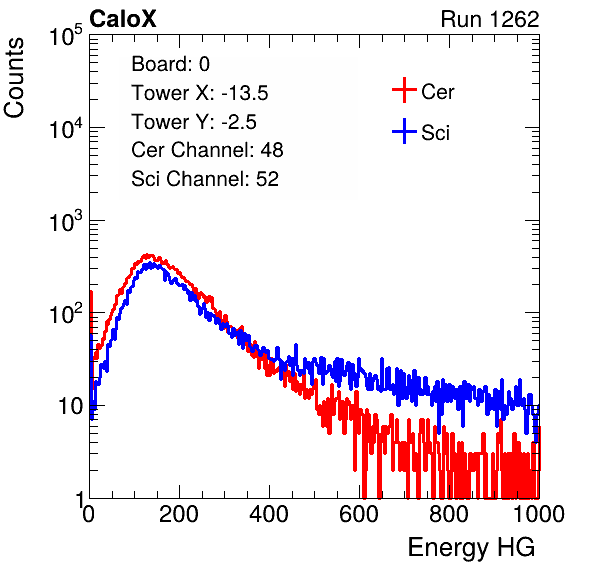 CaloX Run 1262
Counts
10^5
10^4
10^3
10^2
10
1
Board: 0
Tower X: -13.5
Tower Y: -2.5
Cer Channel: 48
Sci Channel: 52
Cer
Sci
0 200 400 600 800 1000
Energy HG